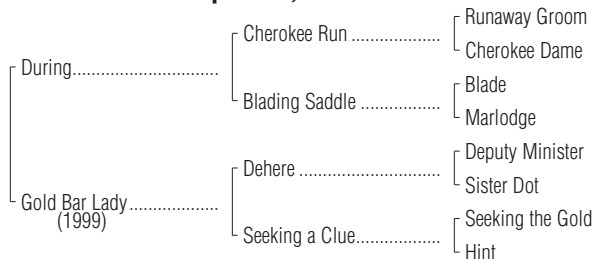 Runaway Groom
Cherokee Run ..................
Cherokee Dame
During..............................
Blade
Blading Saddle ................
Marlodge
Deputy Minister
Dehere .............................
Sister Dot
Gold Bar Lady..................
(1999)
Seeking the Gold
Seeking a Clue.................
Hint